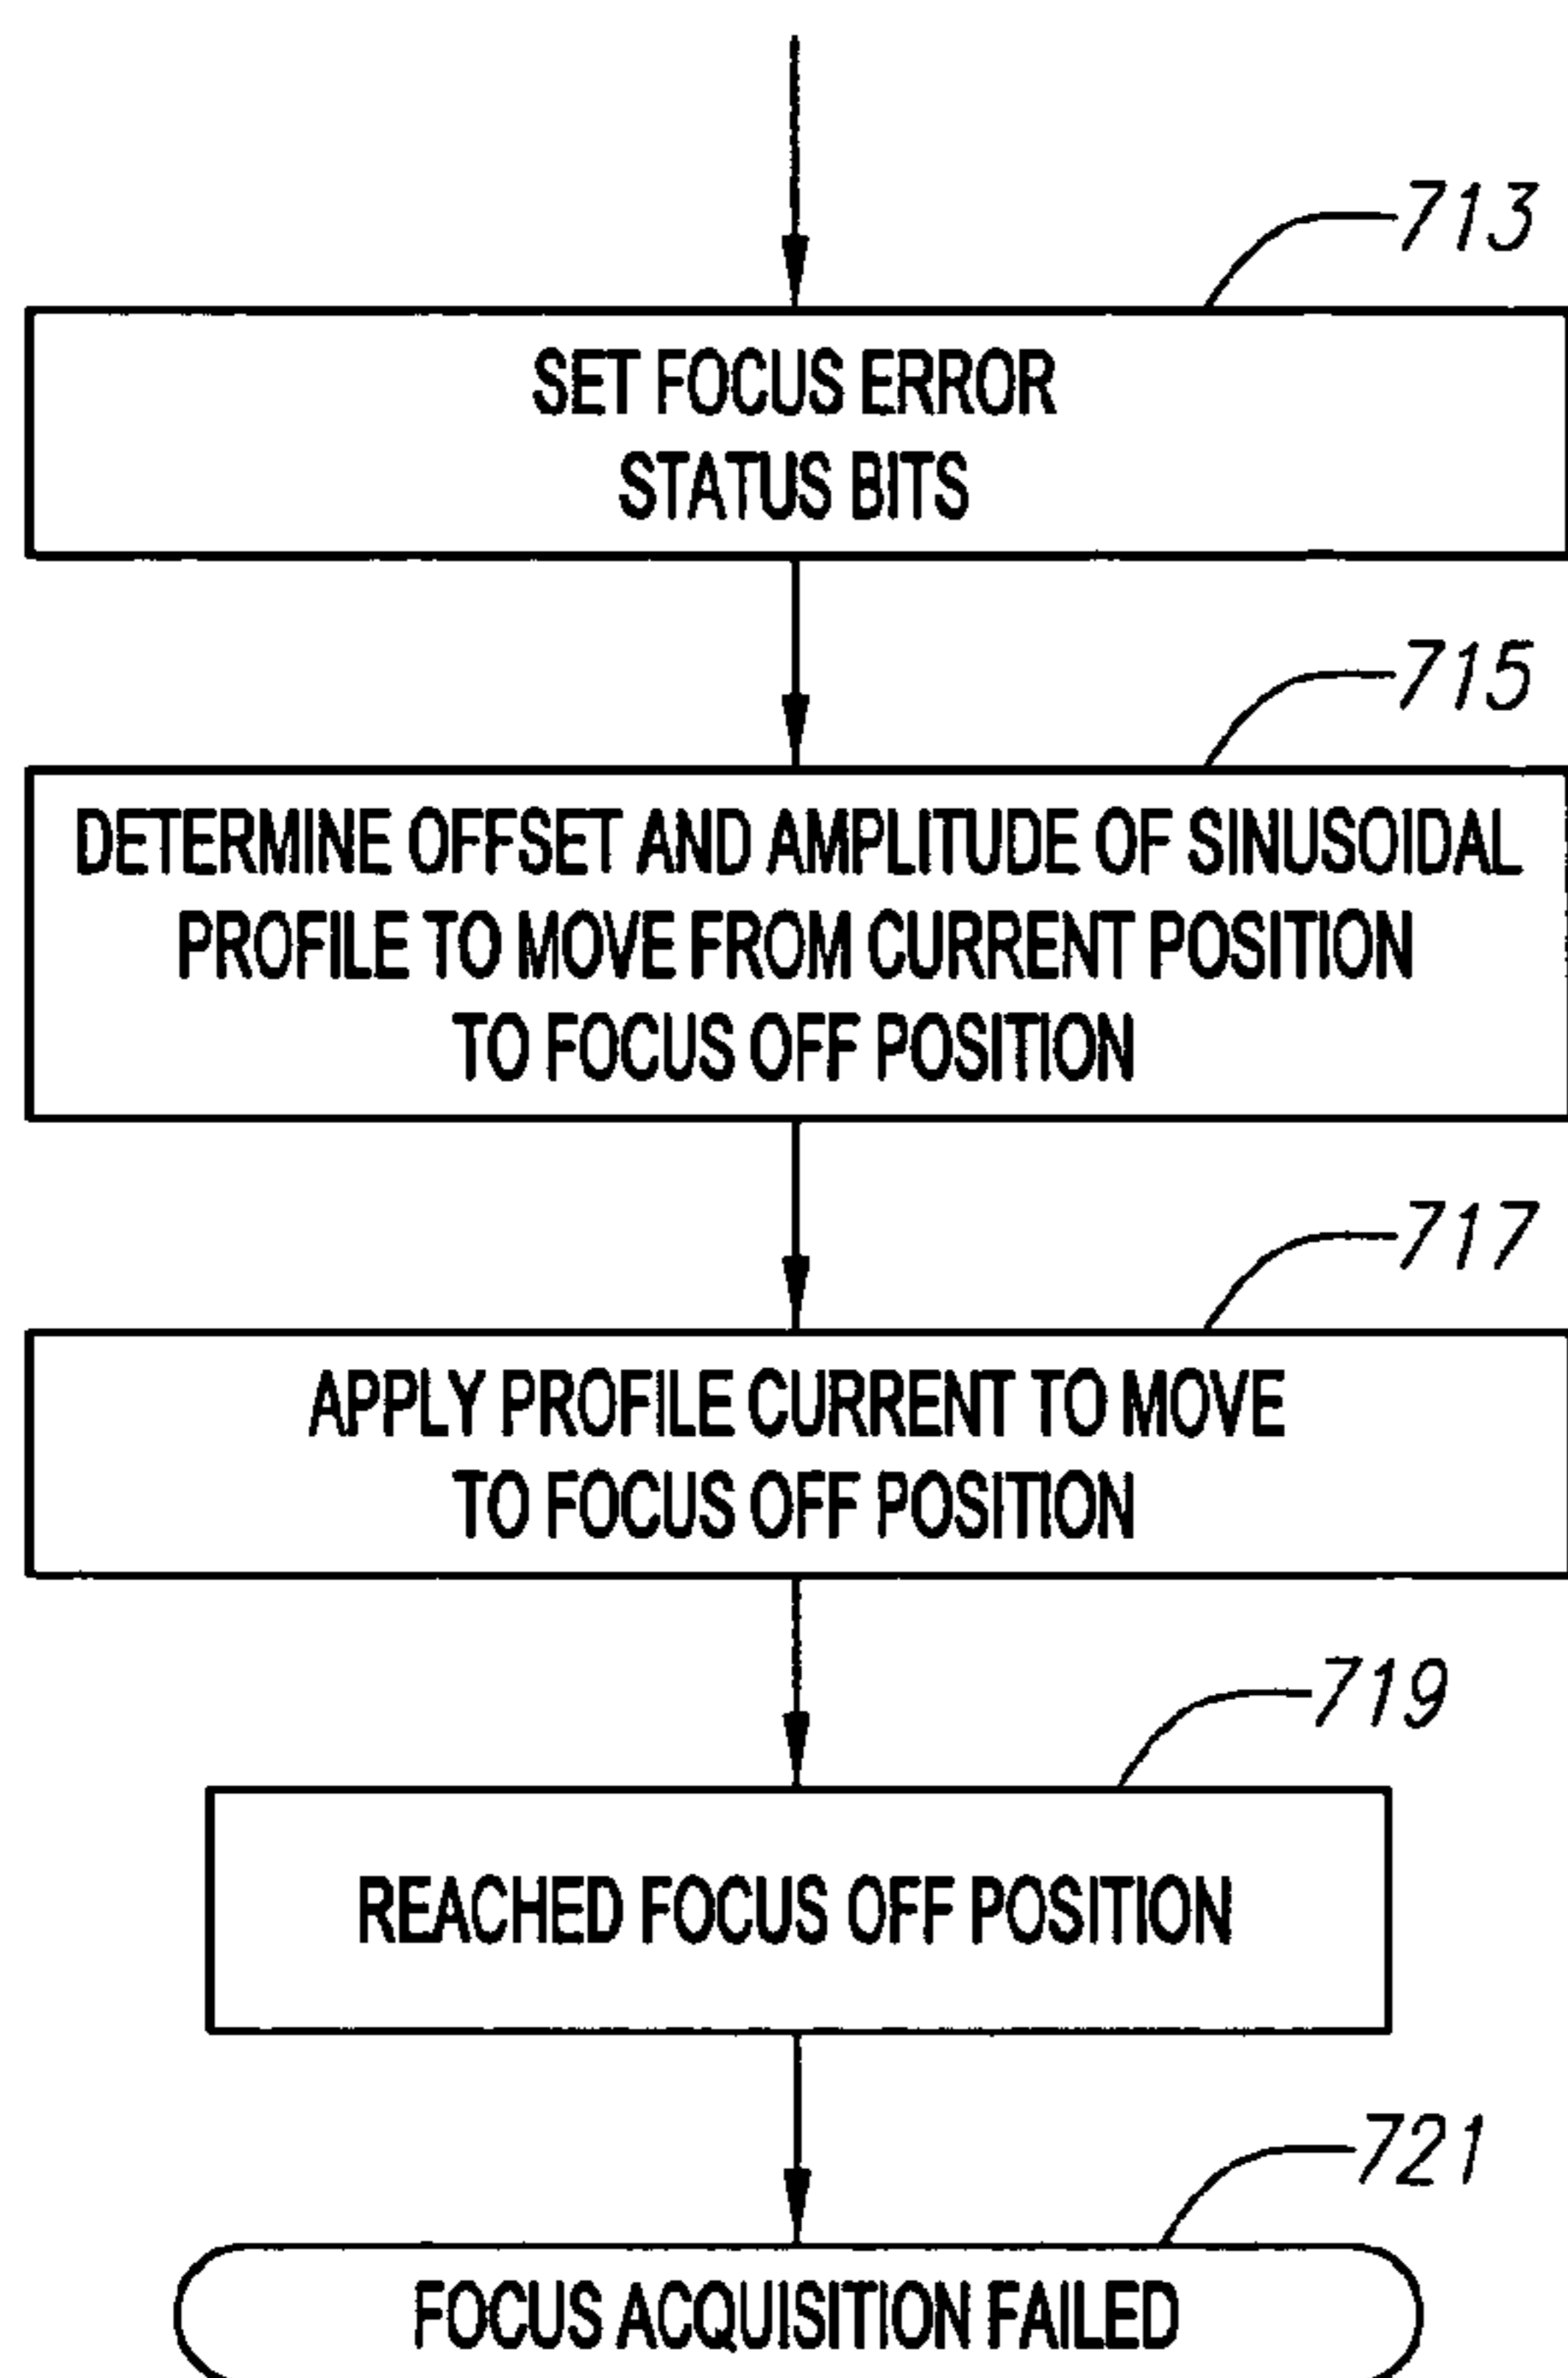 713
SET FOCUS ERROR
STATUS BITS
715
DETERMINE OFFSET AND AMPLITUDE OF SINUSOIDAL
PROFILE TO MOVE FROM CURRENT POSITION
TO FOCUS OFF POSITION
717
APPLY PROFILE CURRENT TO MOVE
TO FOCUS OFF POSITION
719
REACHED FOCUS OFF POSITION
721
FOCUS ACQUISITION FAILED